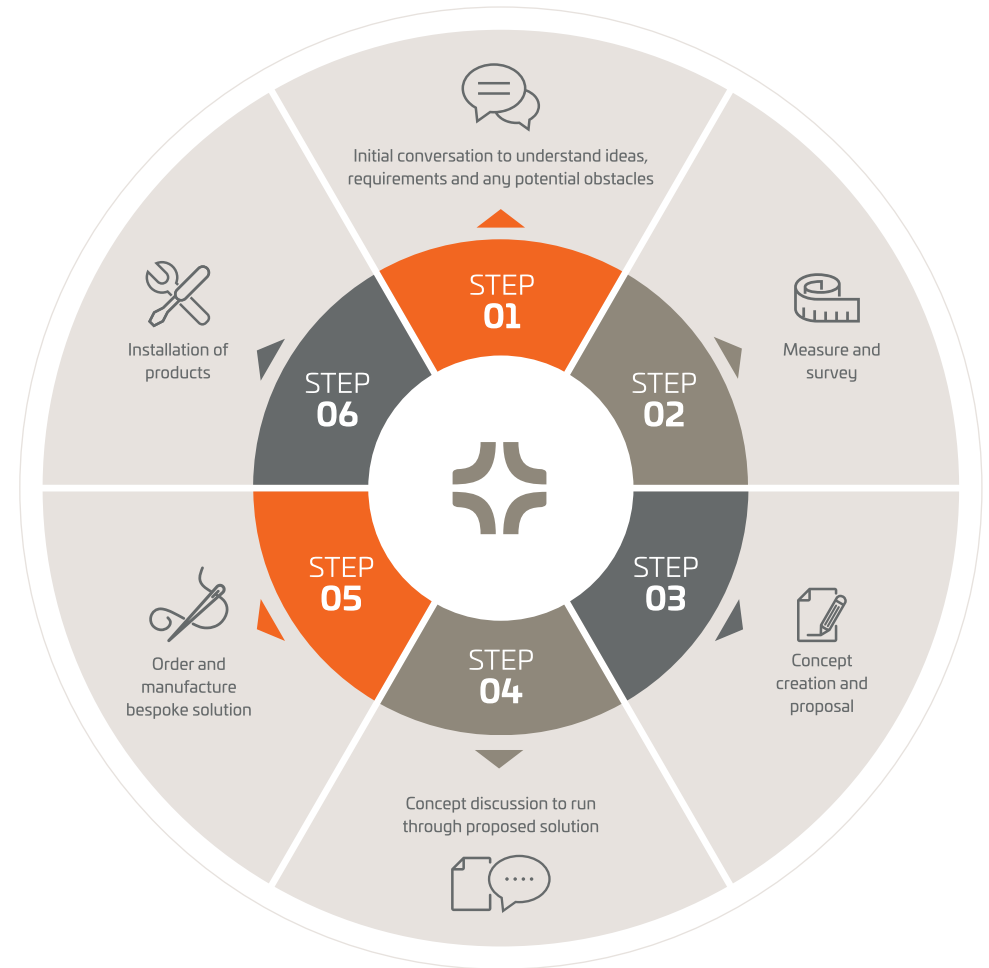 STEP
01
Initial conversation to understand ideas,
requirements and any potential obstacles
STEP
02
Measure and
survey
STEP
03
Concept
creation and
proposal
STEP
04
Concept discussion to run
through proposed solution
STEP
05
Order and
manufacture
bespoke solution
STEP
06
Installation of
products